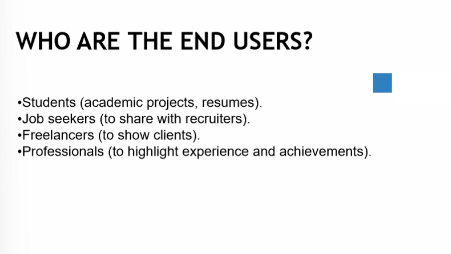 WHO ARE THE END USERS?
•Students (academic projects, resumes).
•Job seekers (to share with recruiters).
•Freelancers (to show clients).
•Professionals (to highlight experience and achievements).